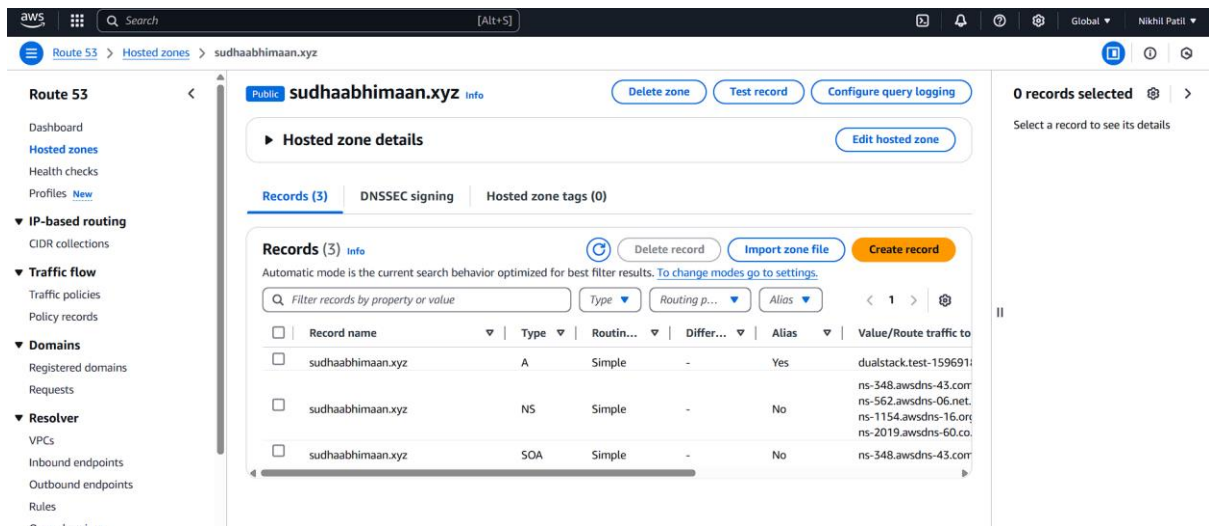 aws Search [Alt+S] Global Nikhil Patil
Route 53 > Hosted zones > sudhaabhimaan.xyz
Route 53
Dashboard
Hosted zones
Health checks
Profiles New
IP-based routing
CIDR collections
Traffic flow
Traffic policies
Policy records
Domains
Registered domains
Requests
Resolver
VPCs
Inbound endpoints
Outbound endpoints
Rules
Public sudhaabhimaan.xyz Info Delete zone Test record Configure query logging
Hosted zone details Edit hosted zone
Records (3) DNSSEC signing Hosted zone tags (0)
Records (3) Info Delete record Import zone file Create record
Automatic mode is the current search behavior optimized for best filter results. To change modes go to settings.
Filter records by property or value Type Routing p... Alias < 1 >
Record name Type Routin... Differ... Alias Value/Route traffic to
sudhaabhimaan.xyz A Simple - Yes dualstack.test-159691
sudhaabhimaan.xyz NS Simple - No
ns-348.awsdns-43.com
ns-562.awsdns-06.net.
ns-1154.awsdns-16.org
ns-2019.awsdns-60.co.
sudhaabhimaan.xyz SOA Simple - No ns-348.awsdns-43.com
0 records selected
Select a record to see its details